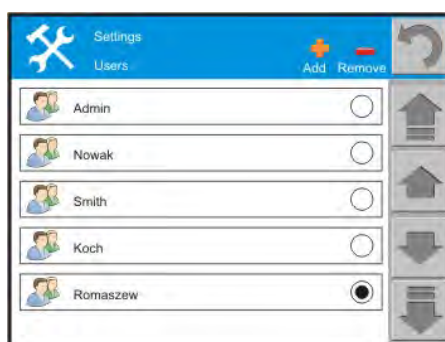 Settings
Users
Add Remove
Admin
Nowak
Smith
Koch
Romaszew